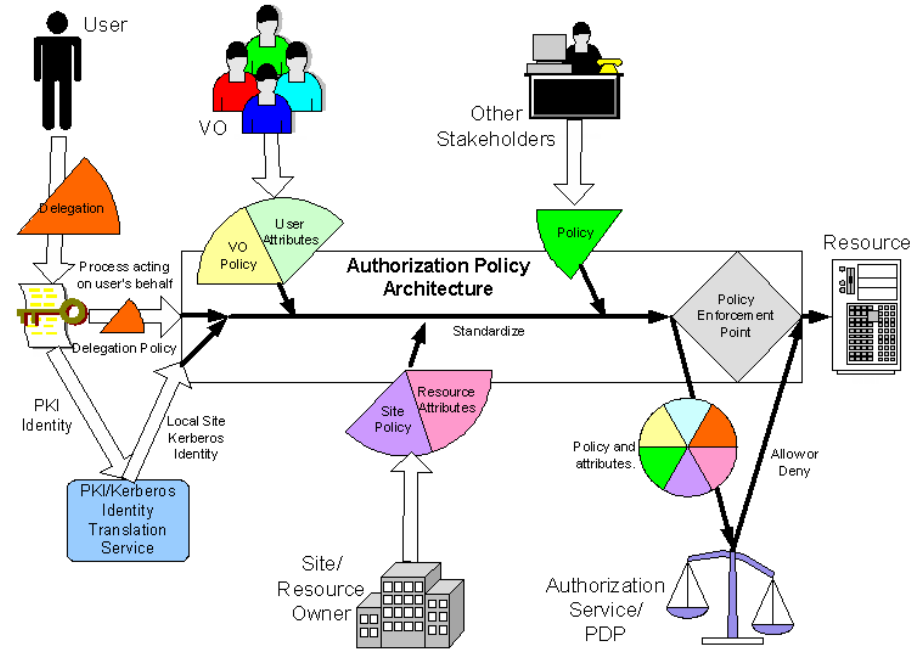 User
VO
Other
Stakeholders
Delegation
VO
Policy
User
Attributes
Policy
Resource
Process acting
on user's behalf
Authorization Policy
Architecture
Policy
Enforcement
Point
Delegation Policy
Standardize
PKI
Identity
Local Site
Kerberos
Identity
Site
Policy
Resource
Attributes
Policy and
attributes.
Allow or
Deny
PKI/Kerberos
Identity
Translation
Service
Site/
Resource
Owner
Authorization
Service/
PDP